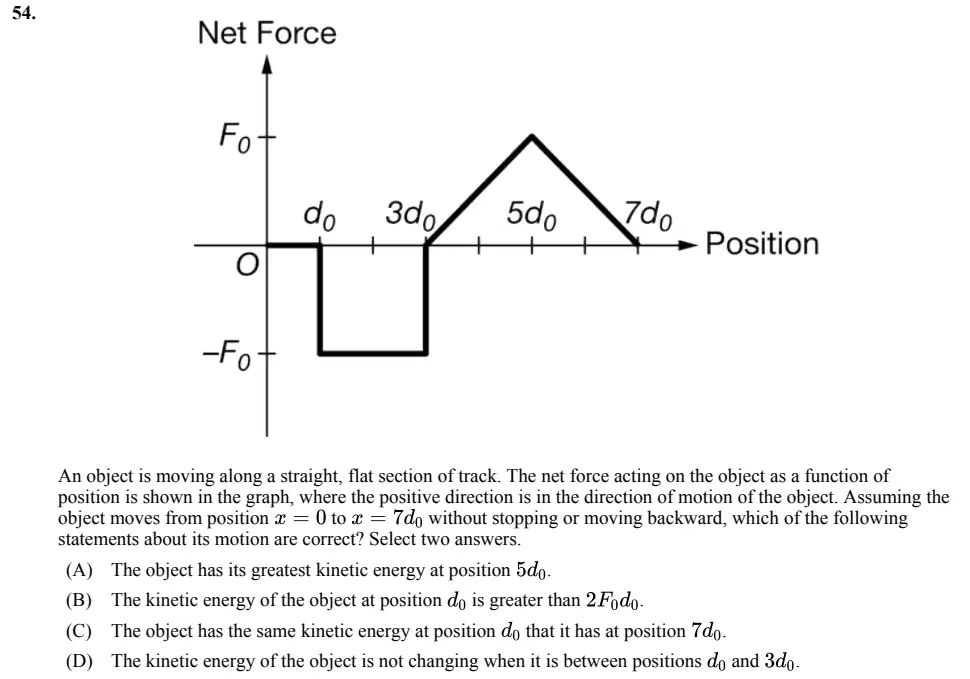 54.
Net Force
F₀
d₀ 3d₀ 5d₀ 7d₀
Position
O
–F₀
An object is moving along a straight, flat section of track. The net force acting on the object as a function of
position is shown in the graph, where the positive direction is in the direction of motion of the object. Assuming the
object moves from position x = 0 to x = 7d₀ without stopping or moving backward, which of the following
statements about its motion are correct? Select two answers.
(A) The object has its greatest kinetic energy at position 5d₀.
(B) The kinetic energy of the object at position d₀ is greater than 2F₀d₀.
(C) The object has the same kinetic energy at position d₀ that it has at position 7d₀.
(D) The kinetic energy of the object is not changing when it is between positions d₀ and 3d₀.